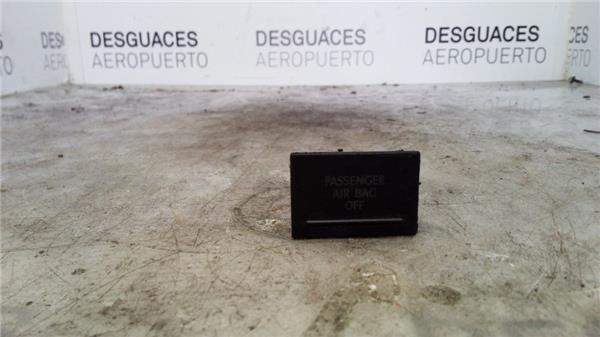 DESGUACES
AEROPUERTO
DESGUACES
AEROPUERTO
DESGUACES
AEROPUERTO
PASSENGER
AIR BAG
OFF